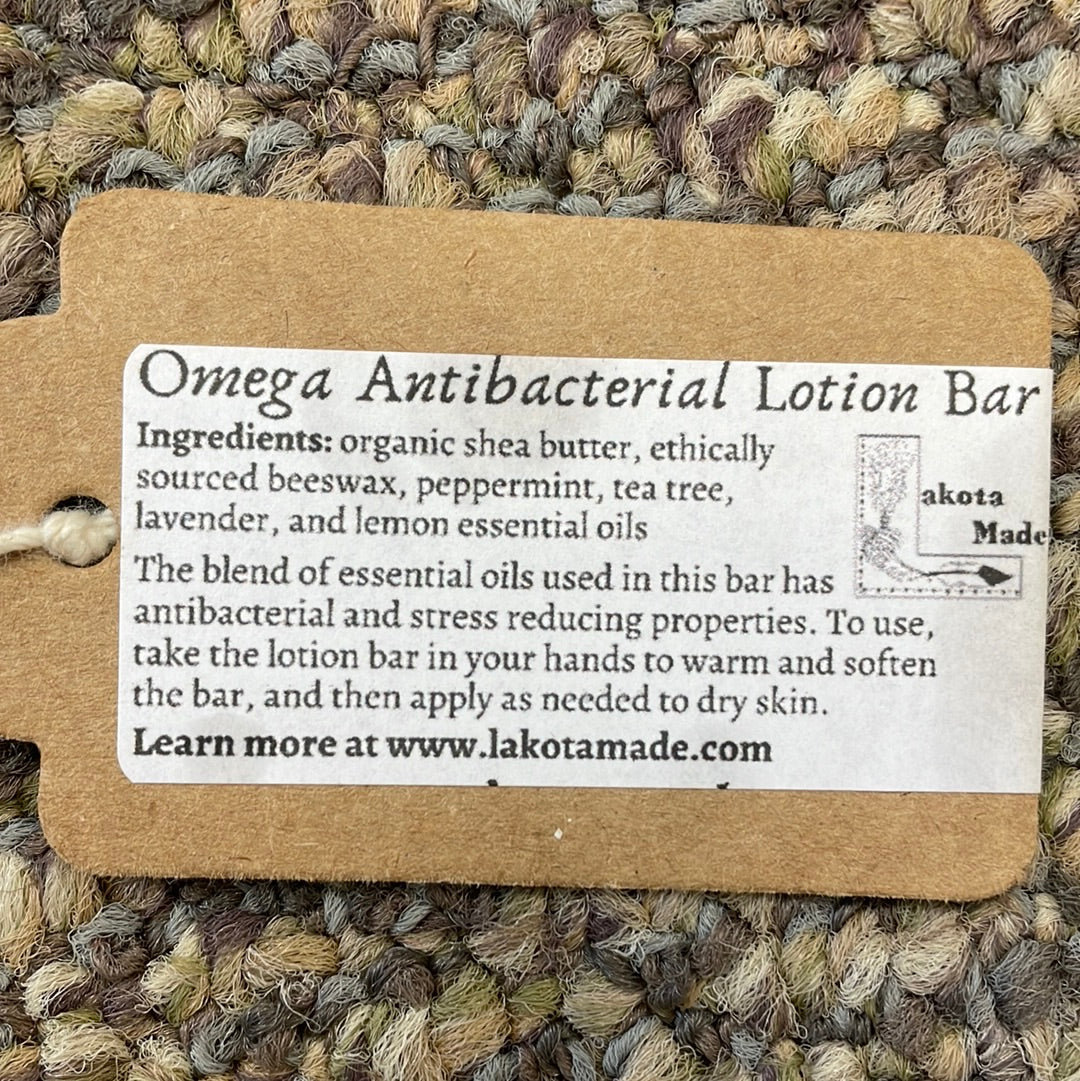 Omega Antibacterial Lotion Bar
Ingredients: organic shea butter, ethically
sourced beeswax, peppermint, tea tree,
lavender, and lemon essential oils
Lakota
Made
The blend of essential oils used in this bar has
antibacterial and stress reducing properties. To use,
take the lotion bar in your hands to warm and soften
the bar, and then apply as needed to dry skin.
Learn more at www.lakotamade.com